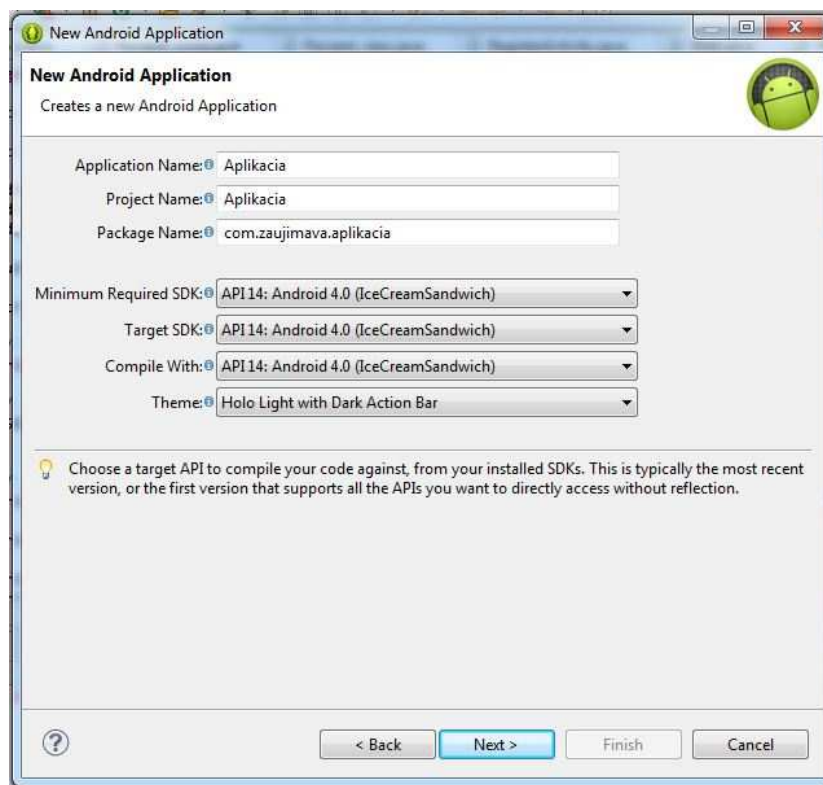 New Android Application
New Android Application
Creates a new Android Application
Application Name: Aplikacia
Project Name: Aplikacia
Package Name: com.zaujimava.aplikacia
Minimum Required SDK: API 14: Android 4.0 (IceCreamSandwich)
Target SDK: API 14: Android 4.0 (IceCreamSandwich)
Compile With: API 14: Android 4.0 (IceCreamSandwich)
Theme: Holo Light with Dark Action Bar
Choose a target API to compile your code against, from your installed SDKs. This is typically the most recent
version, or the first version that supports all the APIs you want to directly access without reflection.
< Back Next > Finish Cancel